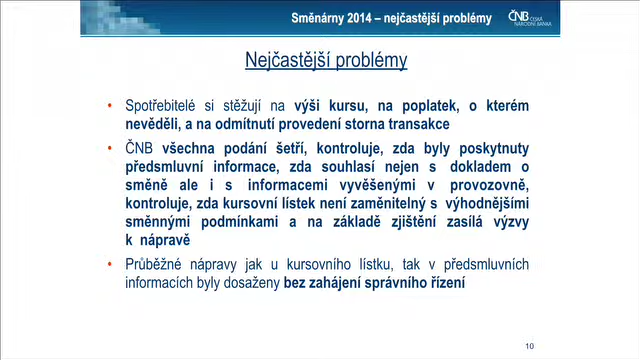 Směnárny 2014 – nejčastější problémy
ČNB ČESKÁ
NÁRODNÍ BANKA
Nejčastější problémy
• Spotřebitelé si stěžují na výši kursu, na poplatek, o kterém
nevěděli, a na odmítnutí provedení storna transakce
• ČNB všechna podání šetří, kontroluje, zda byly poskytnuty
předsmluvní informace, zda souhlasí nejen s dokladem o
směně ale i s informacemi vyvěšenými v provozovně,
kontroluje, zda kursovní lístek není zaměnitelný s výhodnějšími
směnnými podmínkami a na základě zjištění zasílá výzvy
k nápravě
• Průběžné nápravy jak u kursovního lístku, tak v předsmluvních
informacích byly dosaženy bez zahájení správního řízení
10